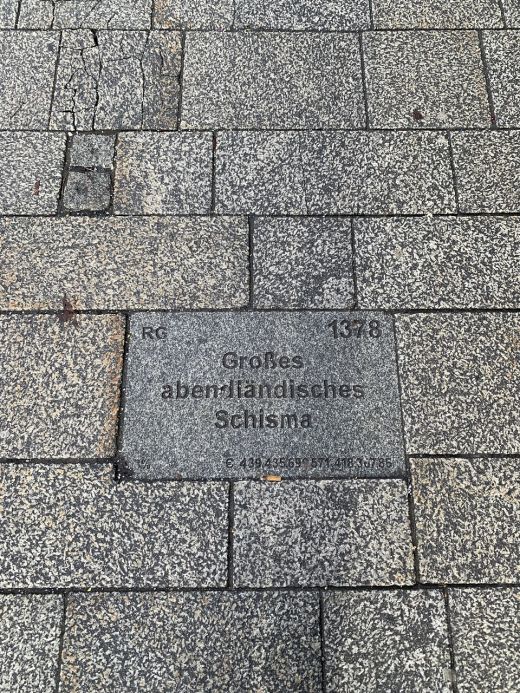 RG 1378
Großes
abendländisches
Schisma